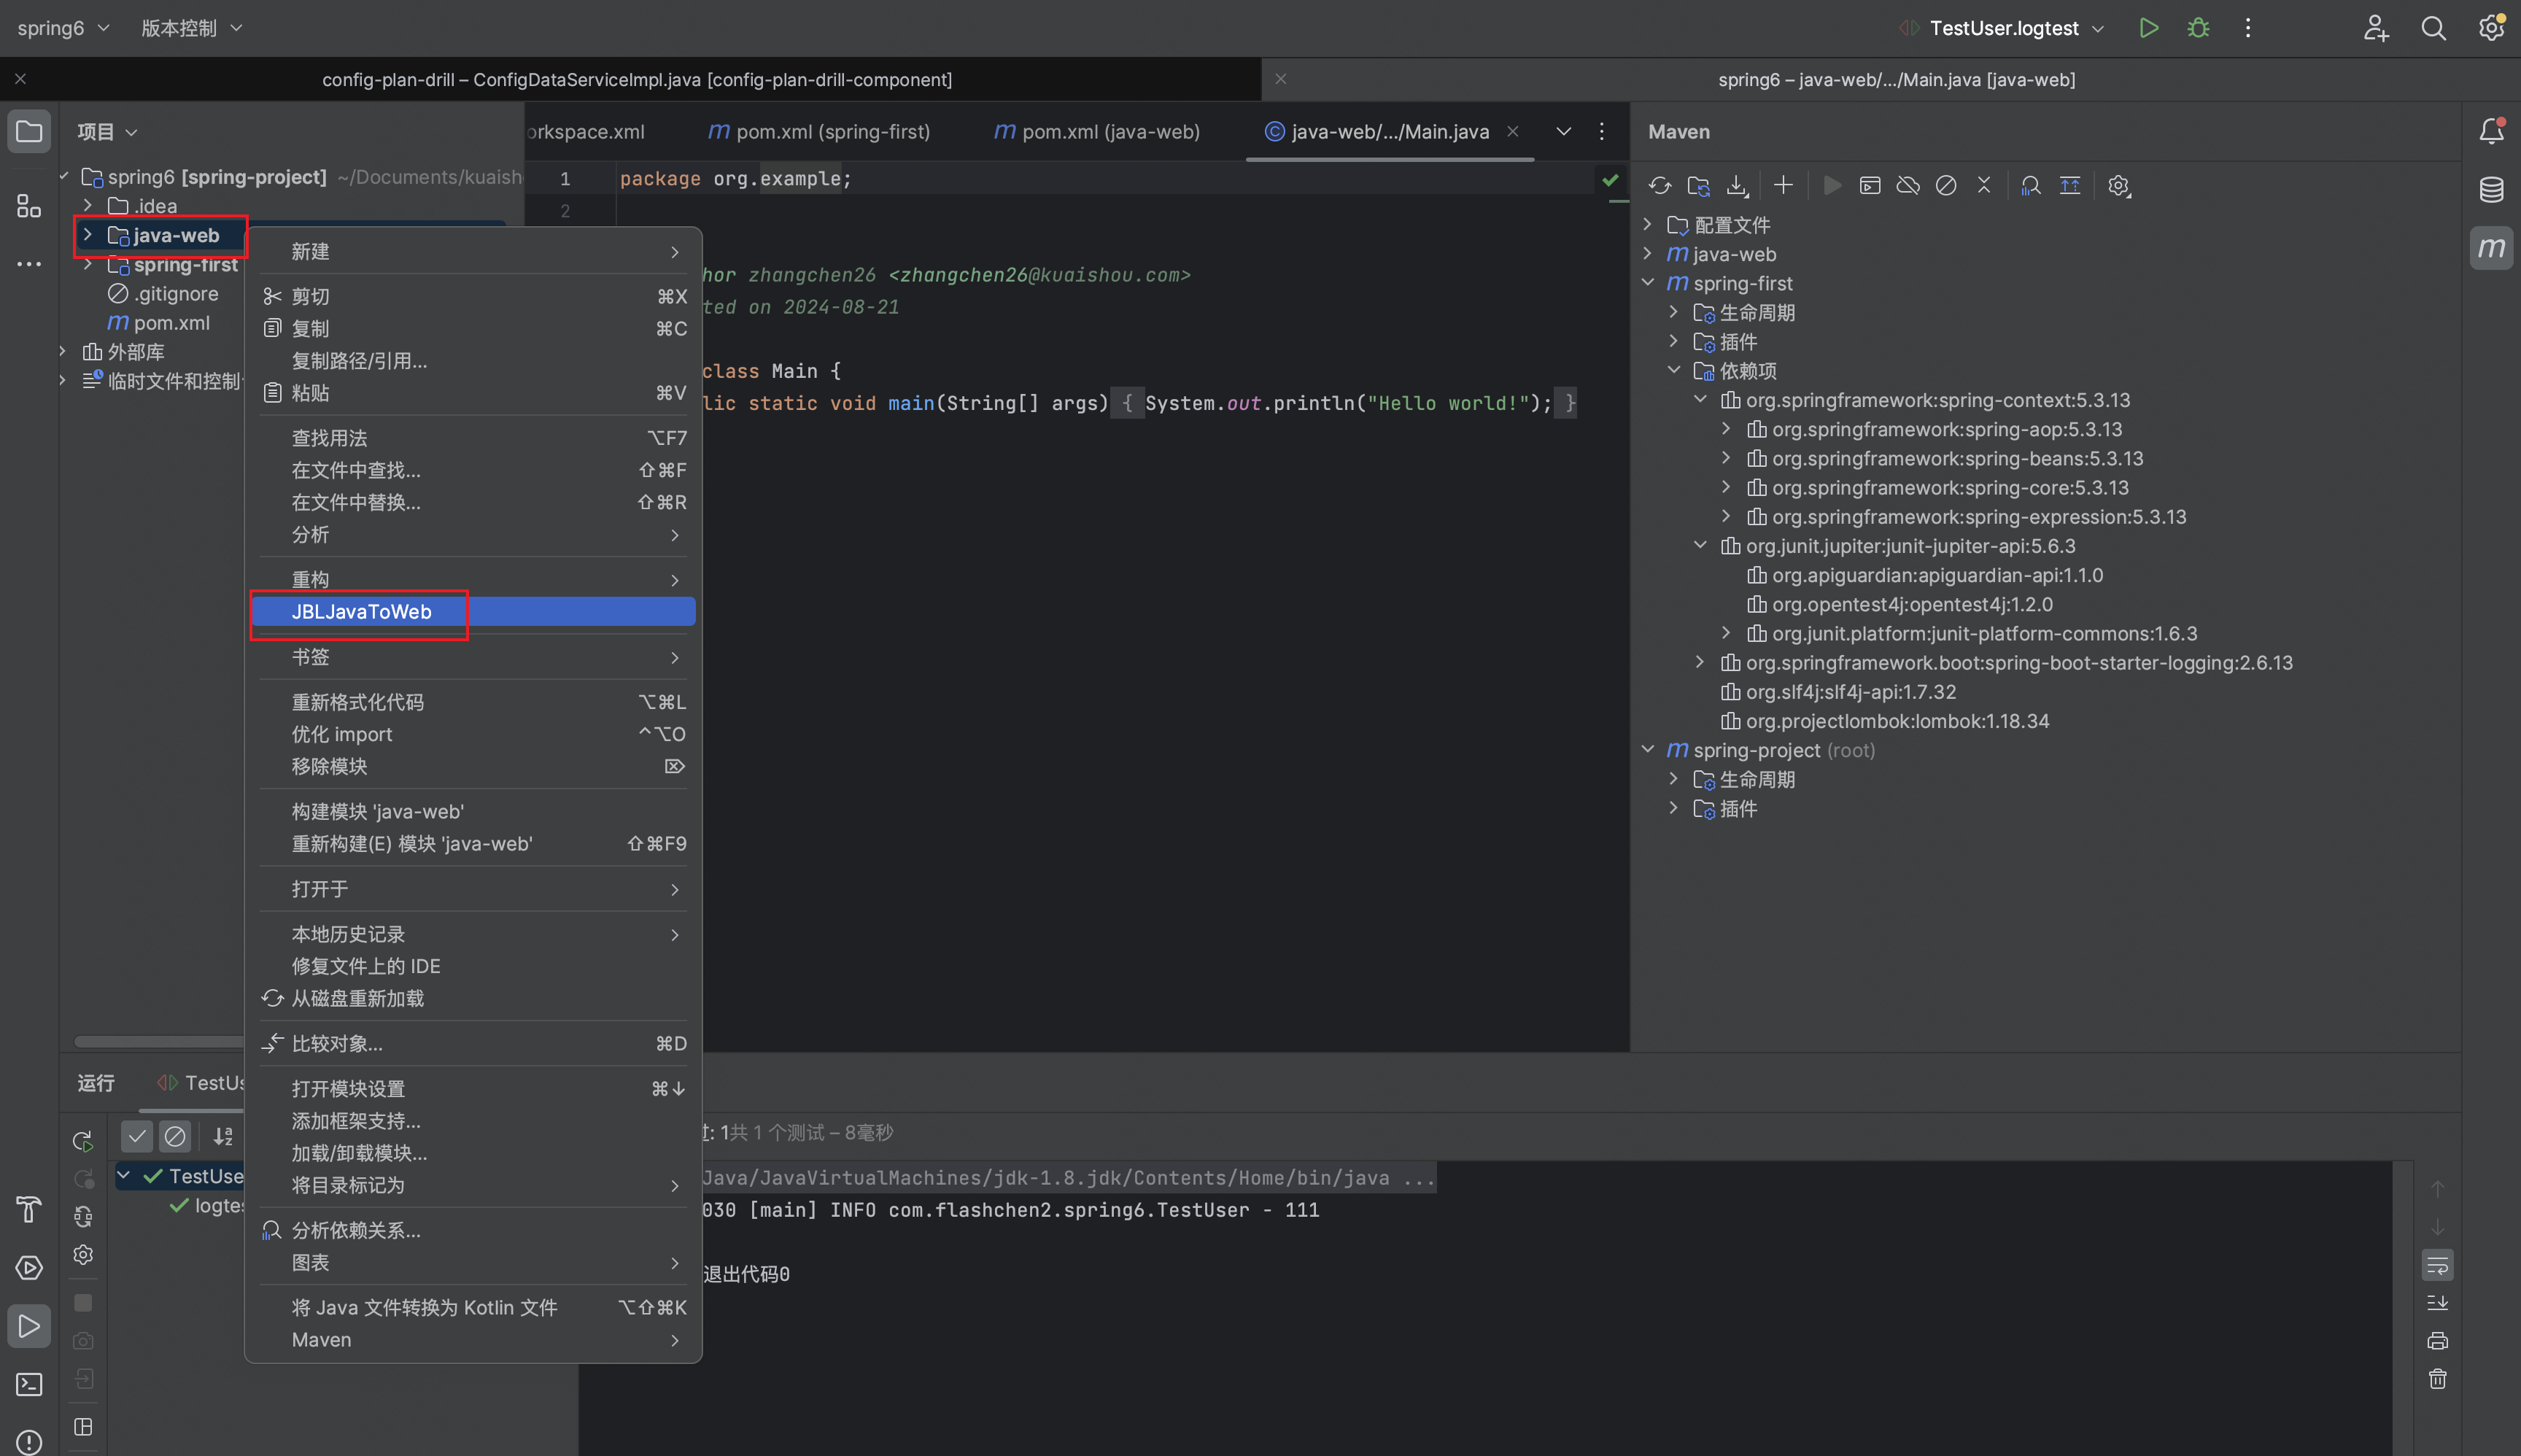 spring6
版本控制
TestUser.logtest
config-plan-drill – ConfigDataServiceImpl.java [config-plan-drill-component]
spring6 – java-web/.../Main.java [java-web]
项目
spring6 [spring-project] ~/Documents/kuaish
.idea
java-web
spring-first
.gitignore
pom.xml
外部库
临时文件和控制
orkspace.xml
pom.xml (spring-first)
pom.xml (java-web)
java-web/.../Main.java
1
package org.example;
2
hor zhangchen26 <zhangchen26@kuaishou.com>
ted on 2024-08-21
class Main {
lic static void main(String[] args) { System.out.println("Hello world!"); }
新建
剪切 ⌘X
复制 ⌘C
复制路径/引用...
粘贴 ⌘V
查找用法 ⌥F7
在文件中查找... ⇧⌘F
在文件中替换... ⇧⌘R
分析
重构
JBLJavaToWeb
书签
重新格式化代码 ⌥⌘L
优化 import ^⌥O
移除模块 ⌦
构建模块 'java-web'
重新构建(E) 模块 'java-web' ⇧⌘F9
打开于
本地历史记录
修复文件上的 IDE
从磁盘重新加载
比较对象... ⌘D
打开模块设置 ⌘↓
添加框架支持...
加载/卸载模块...
将目录标记为
分析依赖关系...
图表
将 Java 文件转换为 Kotlin 文件 ⌥⇧⌘K
Maven
Maven
配置文件
java-web
spring-first
生命周期
插件
依赖项
org.springframework:spring-context:5.3.13
org.springframework:spring-aop:5.3.13
org.springframework:spring-beans:5.3.13
org.springframework:spring-core:5.3.13
org.springframework:spring-expression:5.3.13
org.junit.jupiter:junit-jupiter-api:5.6.3
org.apiguardian:apiguardian-api:1.1.0
org.opentest4j:opentest4j:1.2.0
org.junit.platform:junit-platform-commons:1.6.3
org.springframework.boot:spring-boot-starter-logging:2.6.13
org.slf4j:slf4j-api:1.7.32
org.projectlombok:lombok:1.18.34
spring-project (root)
生命周期
插件
运行
TestUs
TestUse
logtes
: 1共 1 个测试 – 8毫秒
Java/JavaVirtualMachines/jdk-1.8.jdk/Contents/Home/bin/java ...
030 [main] INFO com.flashchen2.spring6.TestUser - 111
退出代码0